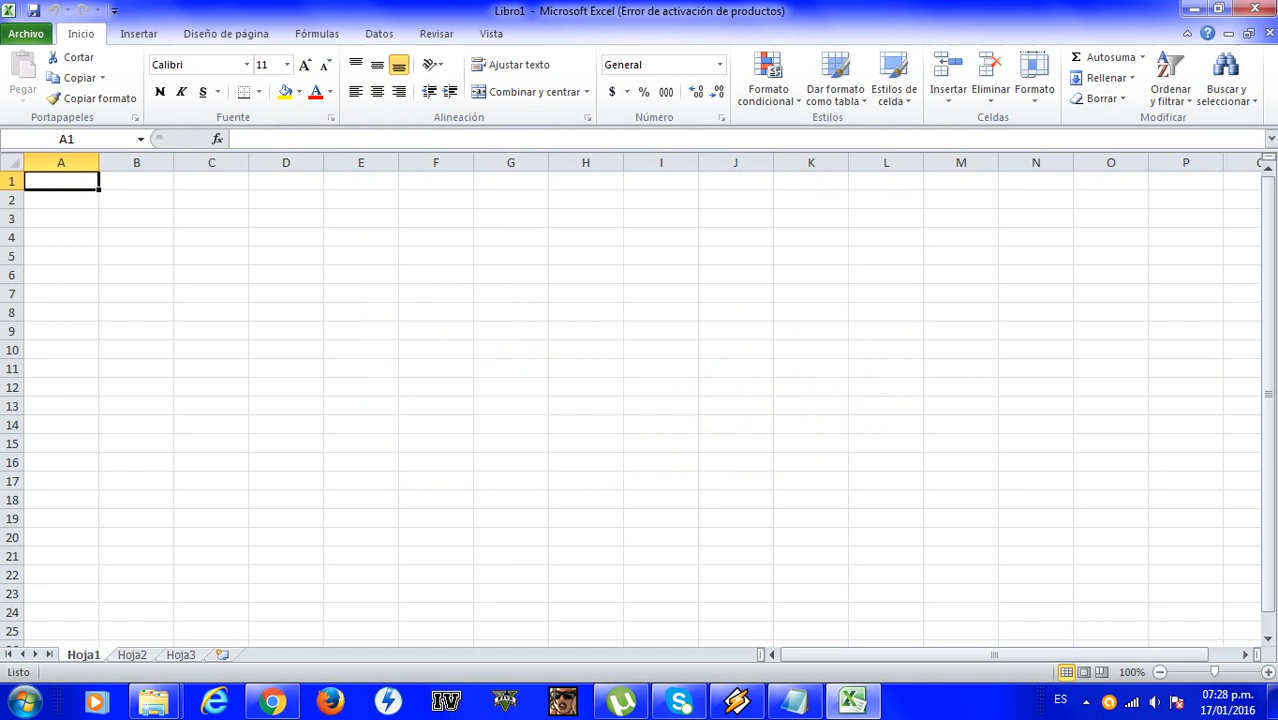 Libro1 - Microsoft Excel (Error de activación de productos)
Archivo Inicio Insertar Diseño de página Fórmulas Datos Revisar Vista
Pegar
Cortar
Copiar
Copiar formato
Portapapeles
Calibri 11
N K S A
Fuente
Ajustar texto
Combinar y centrar
Alineación
General
$ % 000
Número
Formato condicional
Dar formato como tabla
Estilos de celda
Estilos
Insertar
Eliminar
Formato
Celdas
Σ Autosuma
Rellenar
Borrar
Ordenar y filtrar
Buscar y seleccionar
Modificar
A1 fx
A B C D E F G H I J K L M N O P
1
2
3
4
5
6
7
8
9
10
11
12
13
14
15
16
17
18
19
20
21
22
23
24
25
Hoja1 Hoja2 Hoja3
Listo 100%
IV V ES 07:28 p.m.
17/01/2016